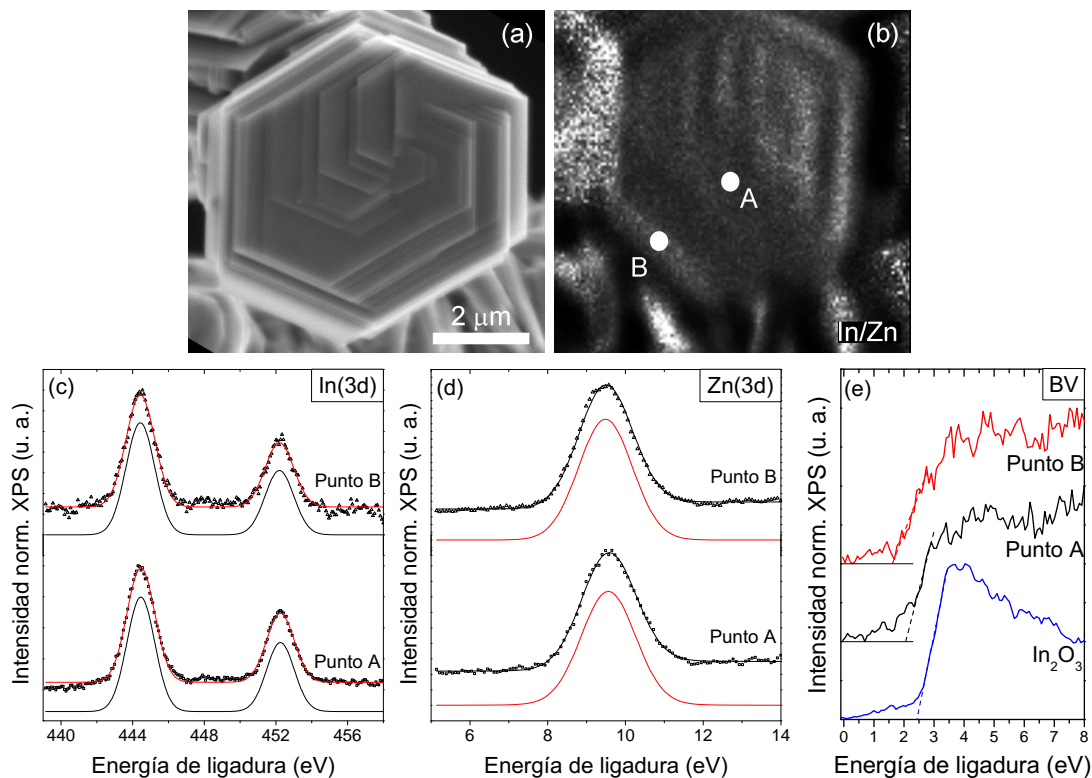 (a)
2 μm
(b)
A
B
In/Zn
(c)
In(3d)
Intensidad norm. XPS (u. a.)
Punto B
Punto A
440 444 448 452 456
Energía de ligadura (eV)
(d)
Zn(3d)
Intensidad norm. XPS (u. a.)
Punto B
Punto A
6 8 10 12 14
Energía de ligadura (eV)
(e)
BV
Intensidad norm. XPS (u. a.)
Punto B
Punto A
In₂O₃
0 1 2 3 4 5 6 7 8
Energía de ligadura (eV)